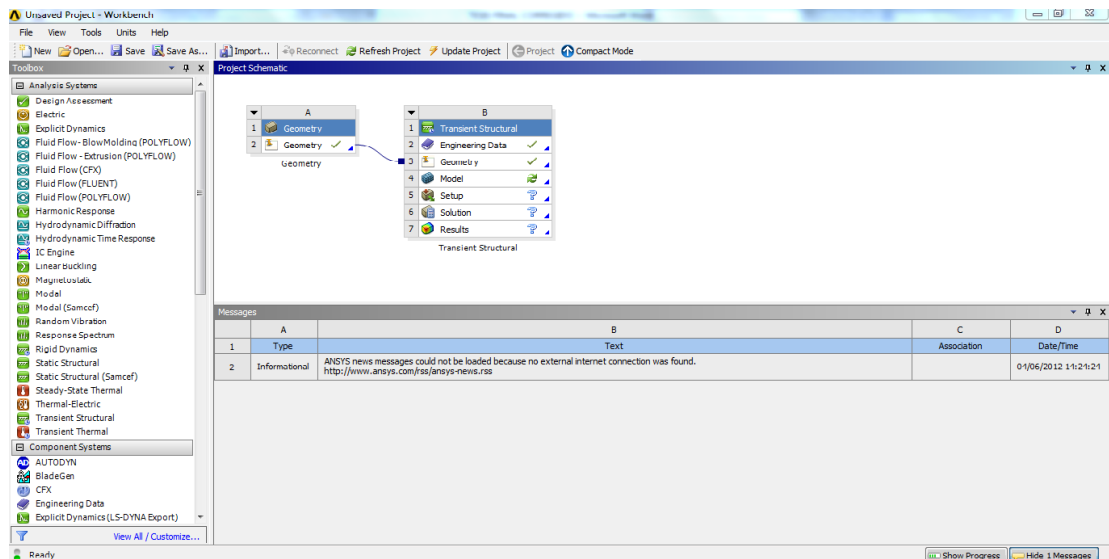 Unsaved Project - Workbench
File View Tools Units Help
New Open... Save Save As... Import... Reconnect Refresh Project Update Project Project Compact Mode
Toolbox
Project Schematic
Analysis Systems
Design Assessment
Electric
Explicit Dynamics
Fluid Flow-BlowMolding (POLYFLOW)
Fluid Flow-Extrusion (POLYFLOW)
Fluid Flow (CFX)
Fluid Flow (FLUENT)
Fluid Flow (POLYFLOW)
Harmonic Response
Hydrodynamic Diffraction
Hydrodynamic Time Response
IC Engine
Linear Buckling
Magnetostatic
Modal
Modal (Samcef)
Random Vibration
Response Spectrum
Rigid Dynamics
Static Structural
Static Structural (Samcef)
Steady-State Thermal
Thermal-Electric
Transient Structural
Transient Thermal
Component Systems
AUTODYN
BladeGen
CFX
Engineering Data
Explicit Dynamics (LS-DYNA Export)
View All / Customize...
A
1 Geometry
2 Geometry
Geometry
B
1 Transient Structural
2 Engineering Data
3 Geometry
4 Model
5 Setup
6 Solution
7 Results
Transient Structural
Messages
A B C D
1 Type Text Association Date/Time
2 Informational ANSYS news messages could not be loaded because no external internet connection was found.
http://www.ansys.com/rss/ansys-news.rss
Ready
Show Progress Hide 1 Messages